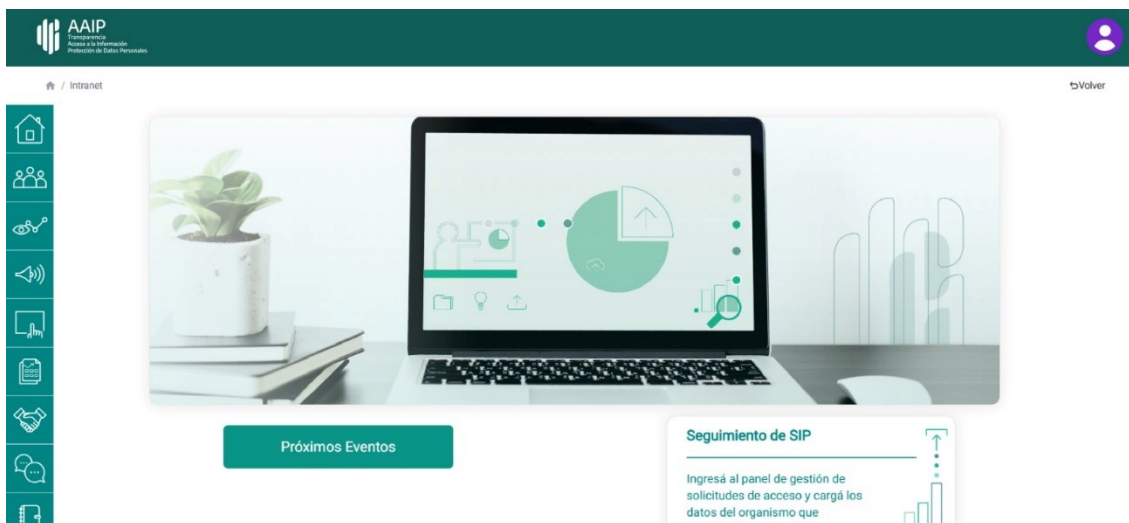 AAIP
Transparencia
Acceso a la Información
Protección de Datos Personales
/ Intranet
Volver
Próximos Eventos
Seguimiento de SIP
Ingresá al panel de gestión de
solicitudes de acceso y cargá los
datos del organismo que